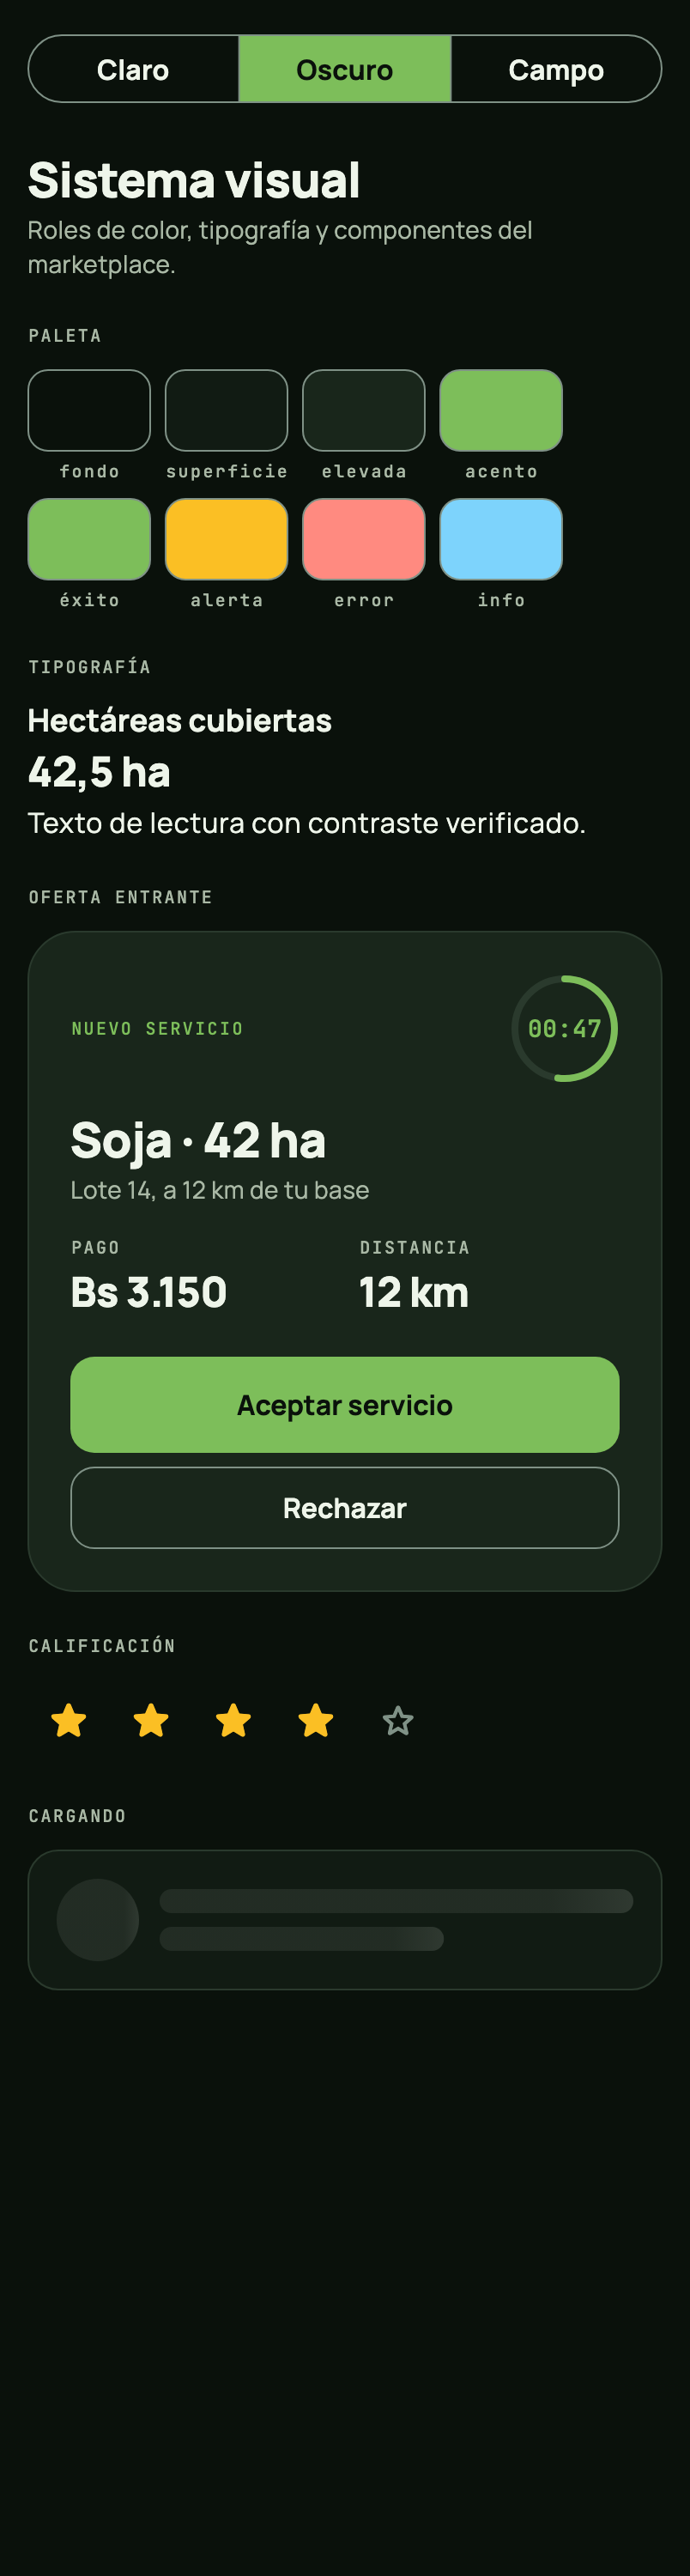 Claro Oscuro Campo
Sistema visual
Roles de color, tipografía y componentes del
marketplace.
PALETA
fondo superficie elevada acento
éxito alerta error info
TIPOGRAFÍA
Hectáreas cubiertas
42,5 ha
Texto de lectura con contraste verificado.
OFERTA ENTRANTE
NUEVO SERVICIO 00:47
Soja · 42 ha
Lote 14, a 12 km de tu base
PAGO DISTANCIA
Bs 3.150 12 km
Aceptar servicio
Rechazar
CALIFICACIÓN
CARGANDO